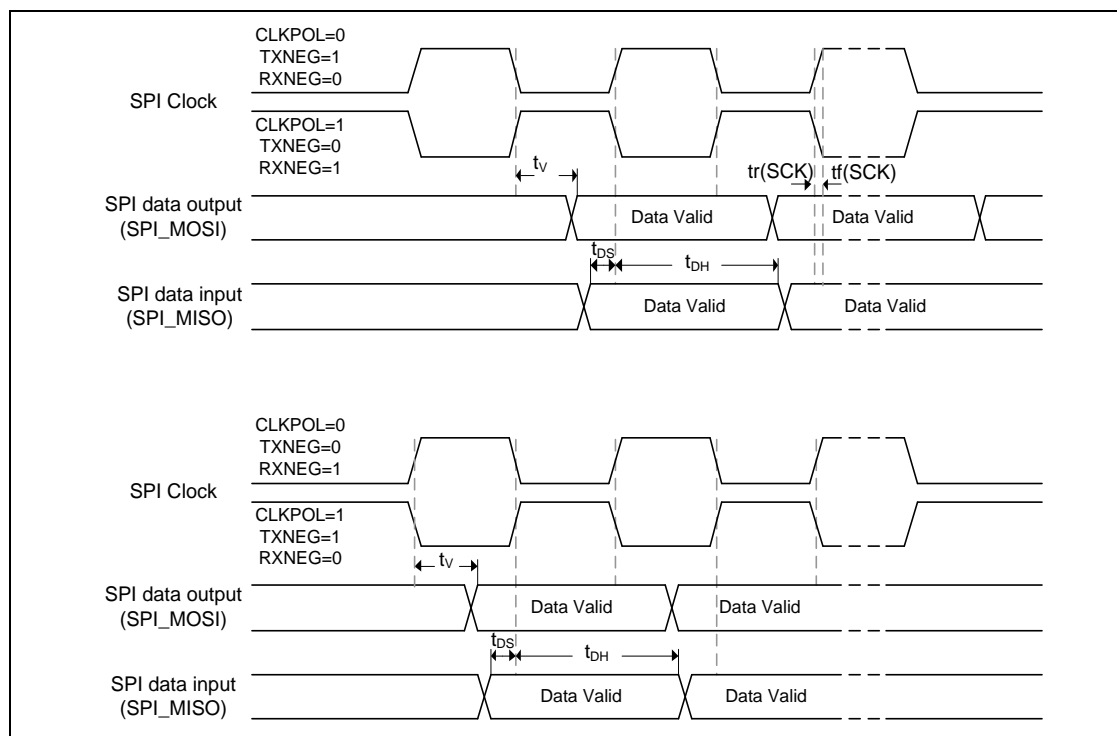 CLKPOL=0
TXNEG=1
RXNEG=0
SPI Clock
CLKPOL=1
TXNEG=0
RXNEG=1
tV
tr(SCK)
tf(SCK)
SPI data output
(SPI_MOSI)
Data Valid
Data Valid
tDS
tDH
SPI data input
(SPI_MISO)
Data Valid
Data Valid
CLKPOL=0
TXNEG=0
RXNEG=1
SPI Clock
CLKPOL=1
TXNEG=1
RXNEG=0
tV
SPI data output
(SPI_MOSI)
Data Valid
Data Valid
tDS
tDH
SPI data input
(SPI_MISO)
Data Valid
Data Valid